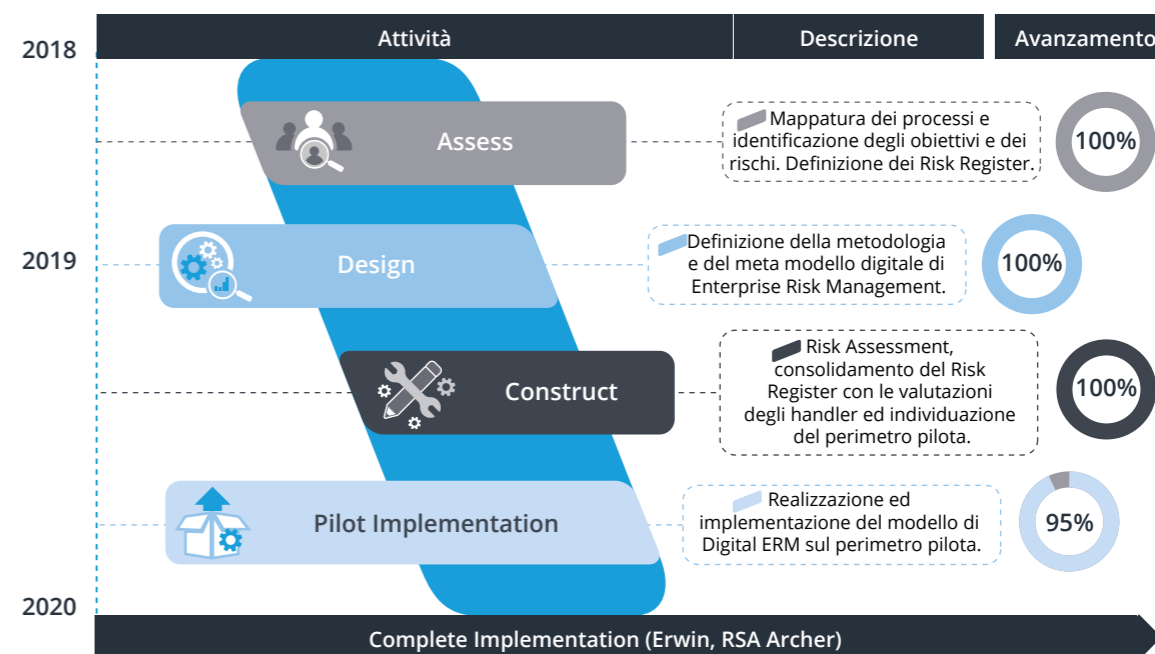 2018
Attività
Descrizione
Avanzamento
Assess
Mappatura dei processi e
identificazione degli obiettivi e dei
rischi. Definizione dei Risk Register.
100%
2019
Design
Definizione della metodologia
e del meta modello digitale di
Enterprise Risk Management.
100%
Construct
Risk Assessment,
consolidamento del Risk
Register con le valutazioni
degli handler ed individuazione
del perimetro pilota.
100%
Pilot Implementation
Realizzazione ed
implementazione del modello di
Digital ERM sul perimetro pilota.
95%
2020
Complete Implementation (Erwin, RSA Archer)